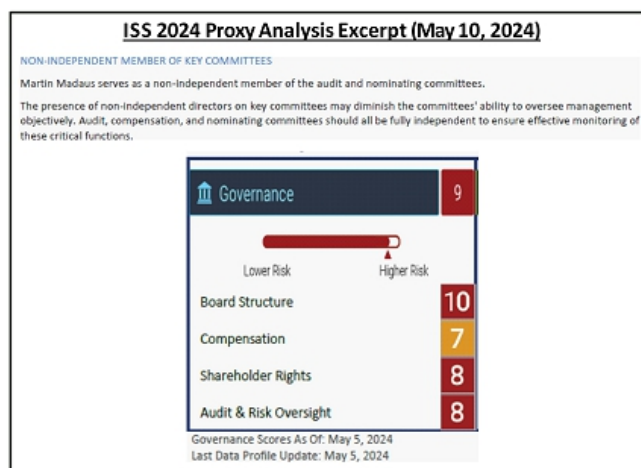 ISS 2024 Proxy Analysis Excerpt (May 10, 2024)
NON-INDEPENDENT MEMBER OF KEY COMMITTEES
Martin Madaus serves as a non-independent member of the audit and nominating committees.
The presence of non-independent directors on key committees may diminish the committees' ability to oversee management
objectively. Audit, compensation, and nominating committees should all be fully independent to ensure effective monitoring of
these critical functions.
Governance 9
Lower Risk Higher Risk
Board Structure 10
Compensation 7
Shareholder Rights 8
Audit & Risk Oversight 8
Governance Scores As Of: May 5, 2024
Last Data Profile Update: May 5, 2024